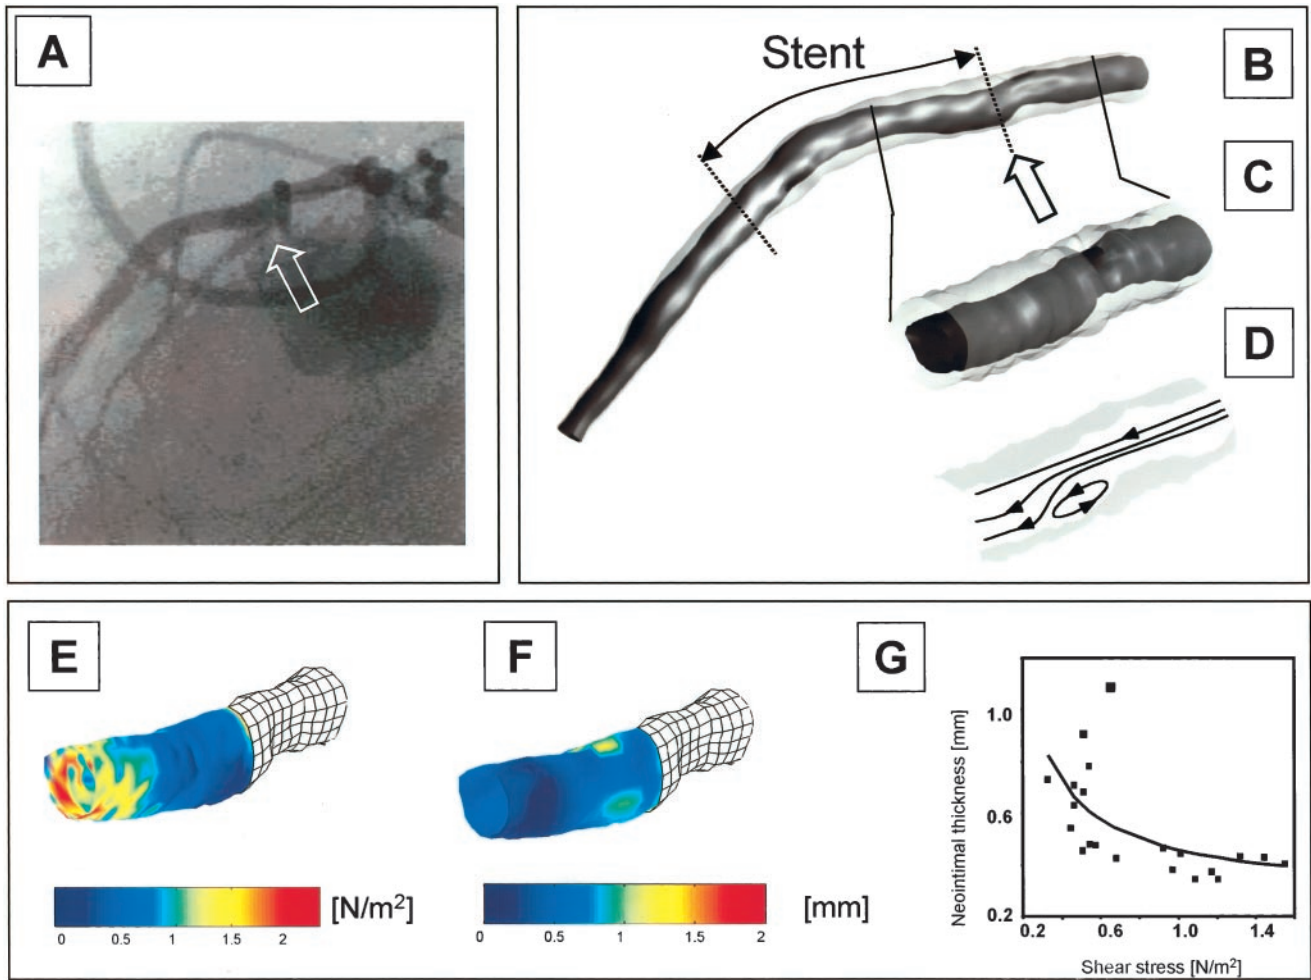 A
Stent
B
C
D
E
[N/m2]
0 0.5 1 1.5 2
F
[mm]
0 0.5 1 1.5 2
G
Neointimal thickness [mm]
1.0
0.6
0.2
0.2 0.6 1.0 1.4
Shear stress [N/m2]